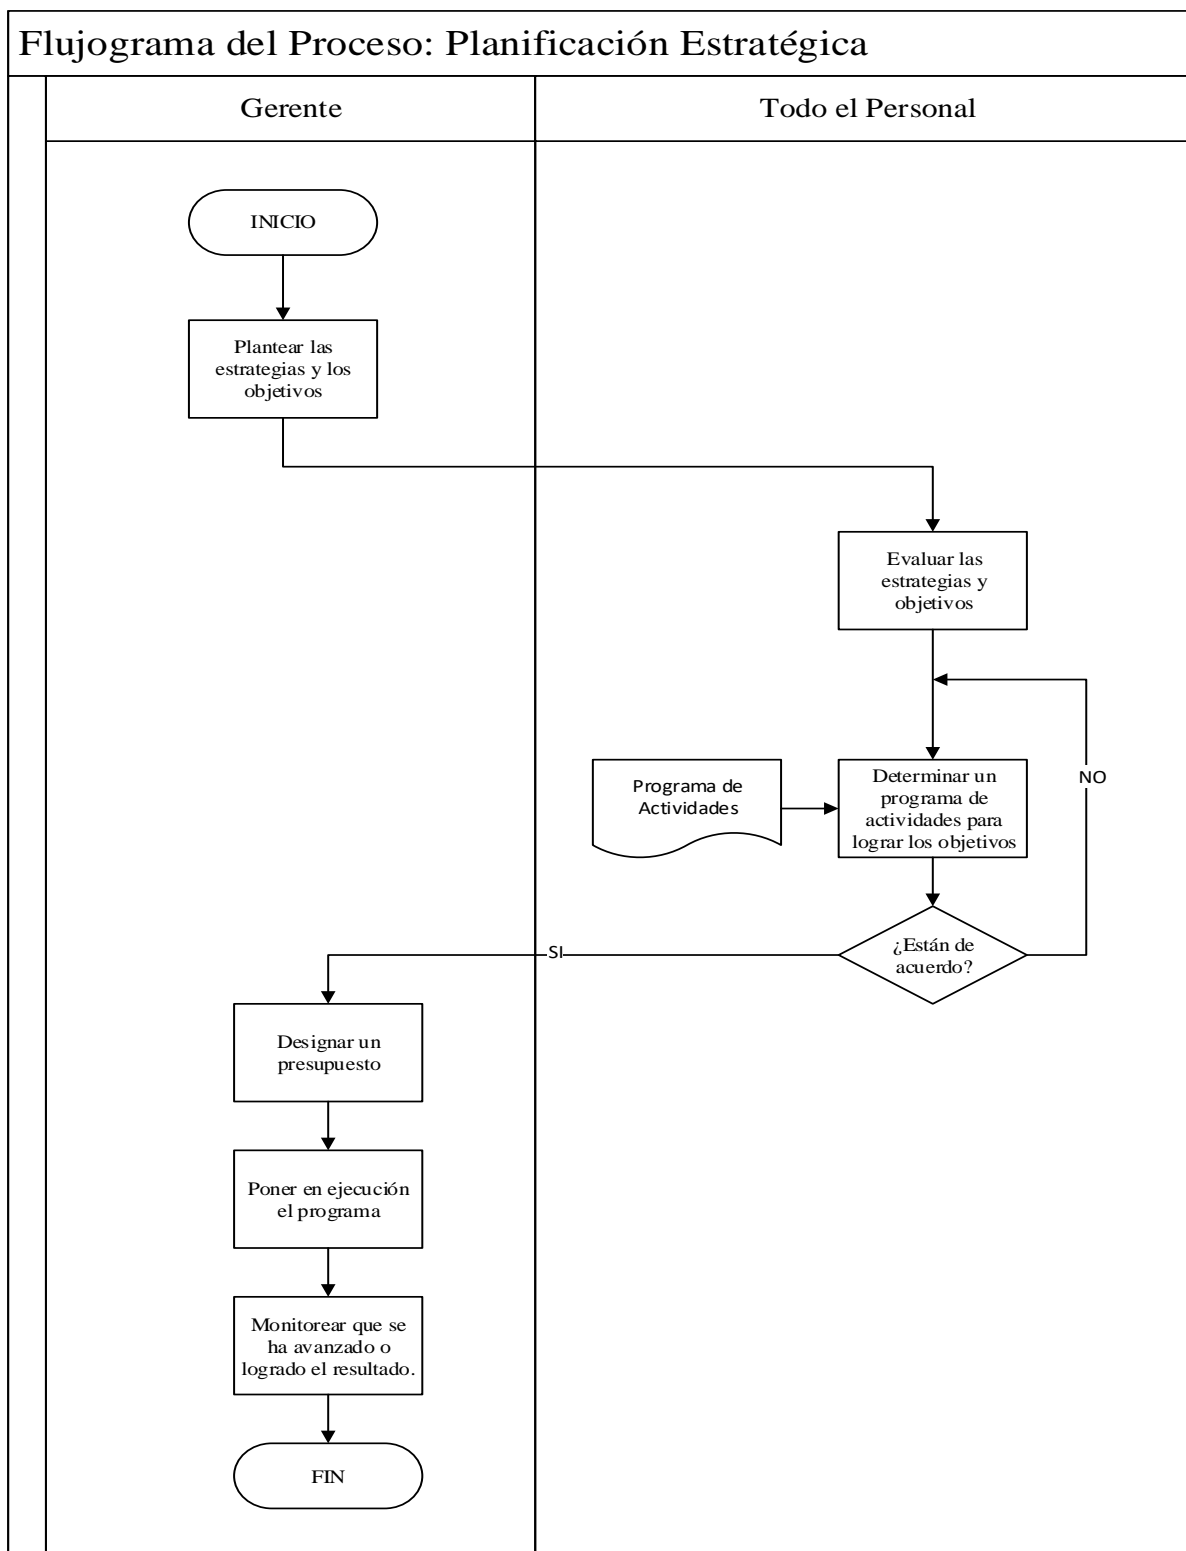 Flujograma del Proceso: Planificación Estratégica
Gerente
Todo el Personal
INICIO
Plantear las
estrategias y los
objetivos
Evaluar las
estrategias y
objetivos
Programa de
Actividades
Determinar un
programa de
actividades para
lograr los objetivos
NO
¿Están de
acuerdo?
SI
Designar un
presupuesto
Poner en ejecución
el programa
Monitorear que se
ha avanzado o
logrado el resultado.
FIN